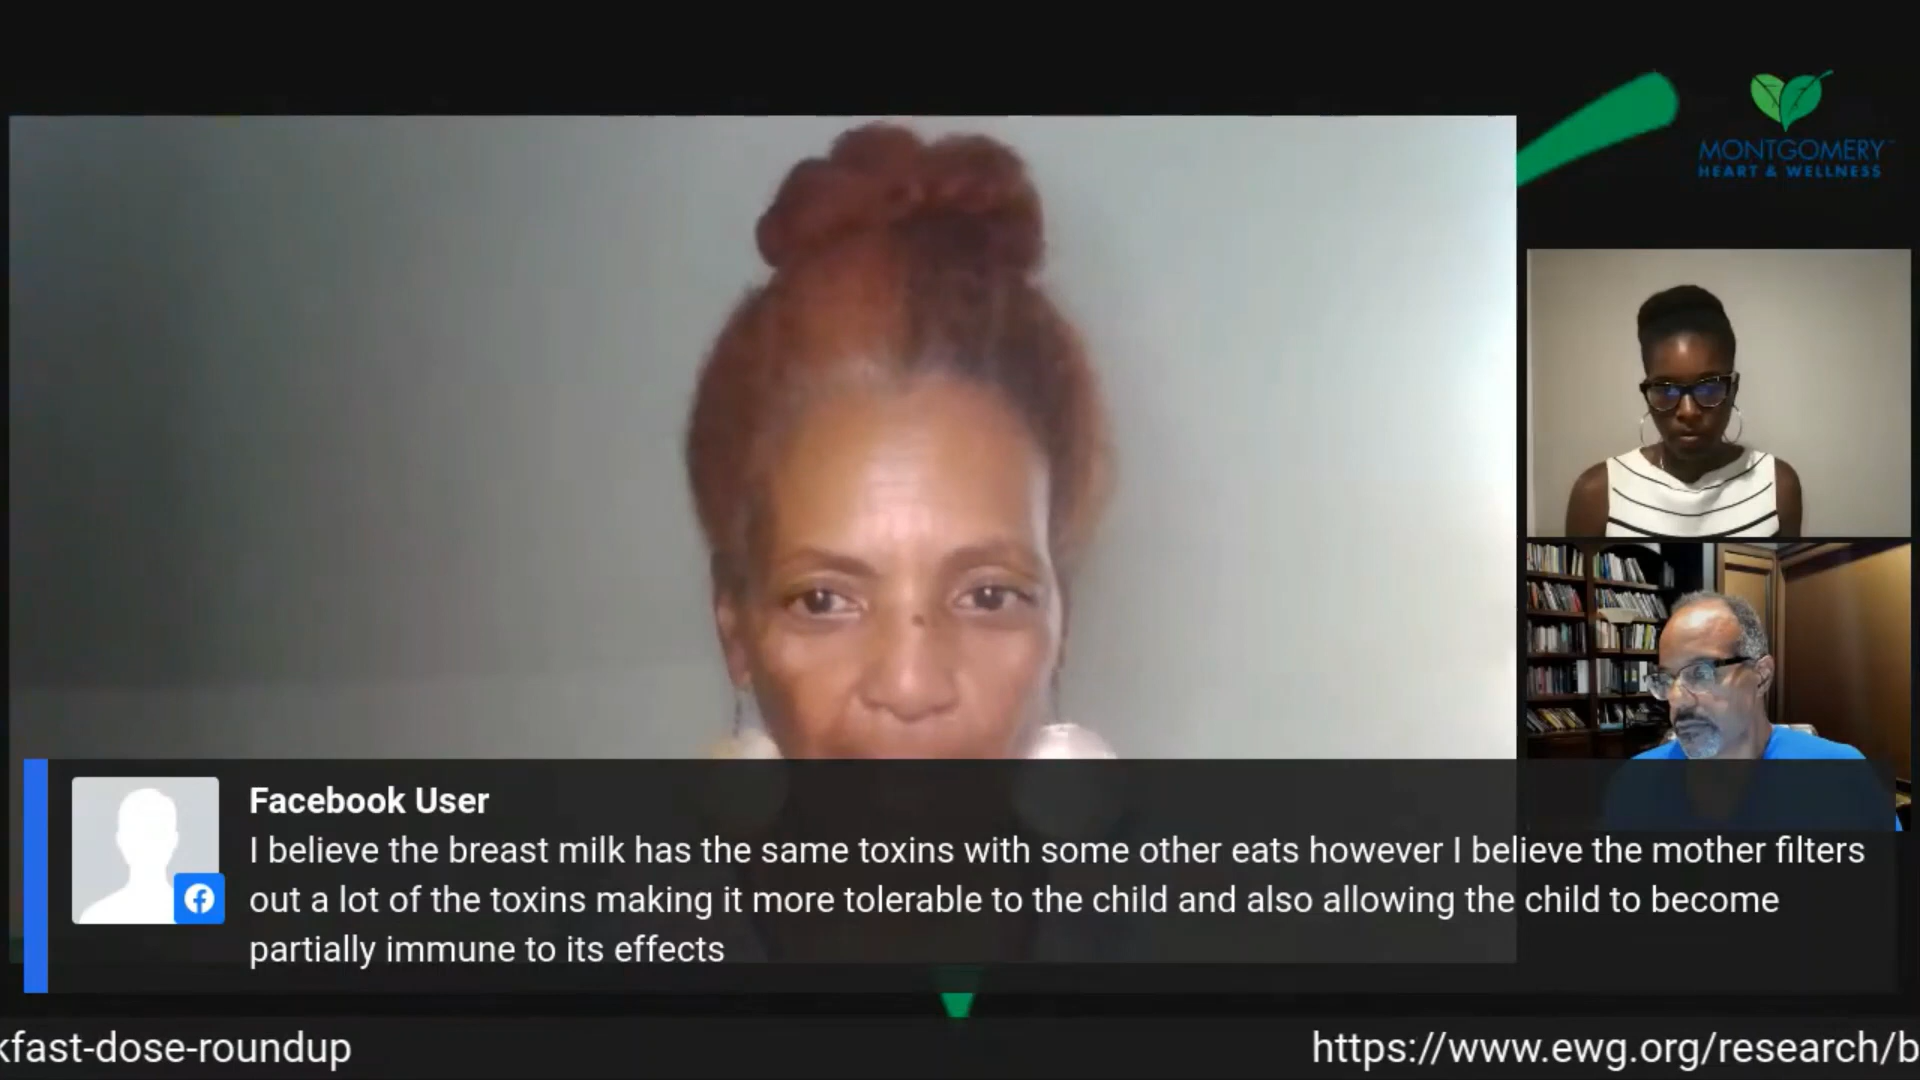 MONTGOMERY
HEART & WELLNESS
Facebook User
I believe the breast milk has the same toxins with some other eats however I believe the mother filters
out a lot of the toxins making it more tolerable to the child and also allowing the child to become
partially immune to its effects
kfast-dose-roundup
https://www.ewg.org/research/b